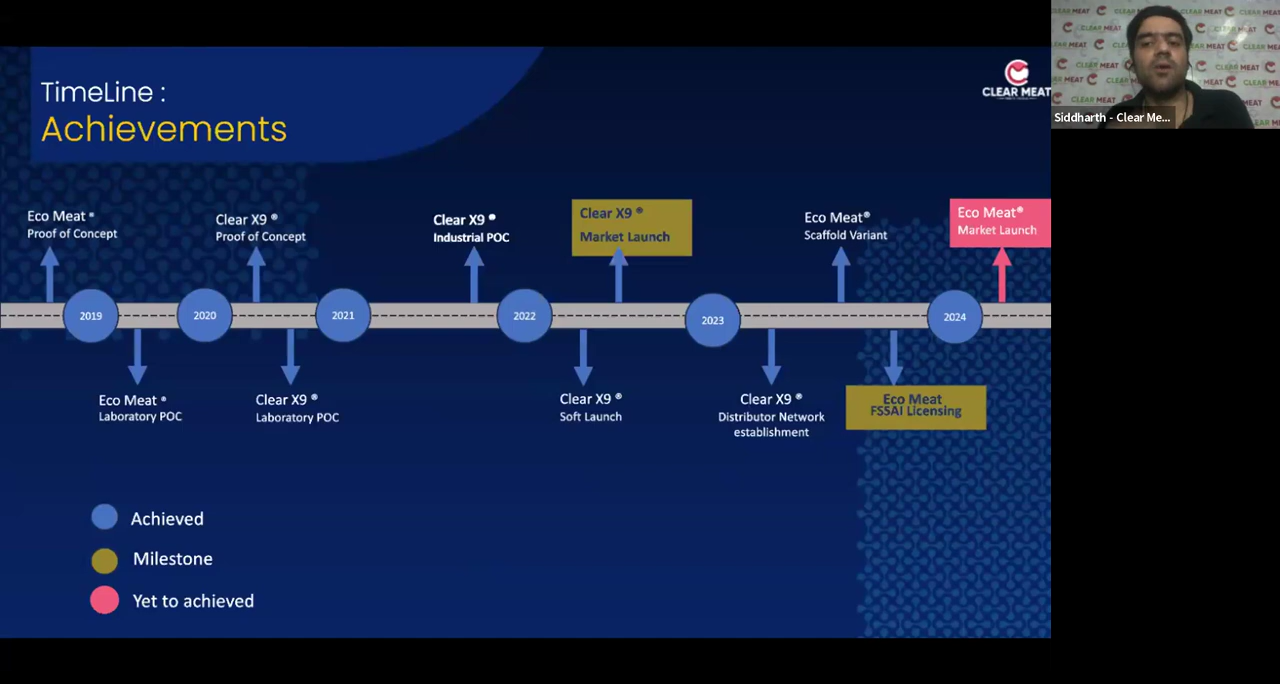 TimeLine :
Achievements
CLEAR MEAT
Siddharth - Clear Me...
Eco Meat ®
Proof of Concept
Clear X9 ®
Proof of Concept
Clear X9 ®
Industrial POC
Clear X9 ®
Market Launch
Eco Meat®
Scaffold Variant
Eco Meat®
Market Launch
2019
2020
2021
2022
2023
2024
Eco Meat ®
Laboratory POC
Clear X9 ®
Laboratory POC
Clear X9 ®
Soft Launch
Clear X9 ®
Distributor Network
establishment
Eco Meat
FSSAI Licensing
Achieved
Milestone
Yet to achieved